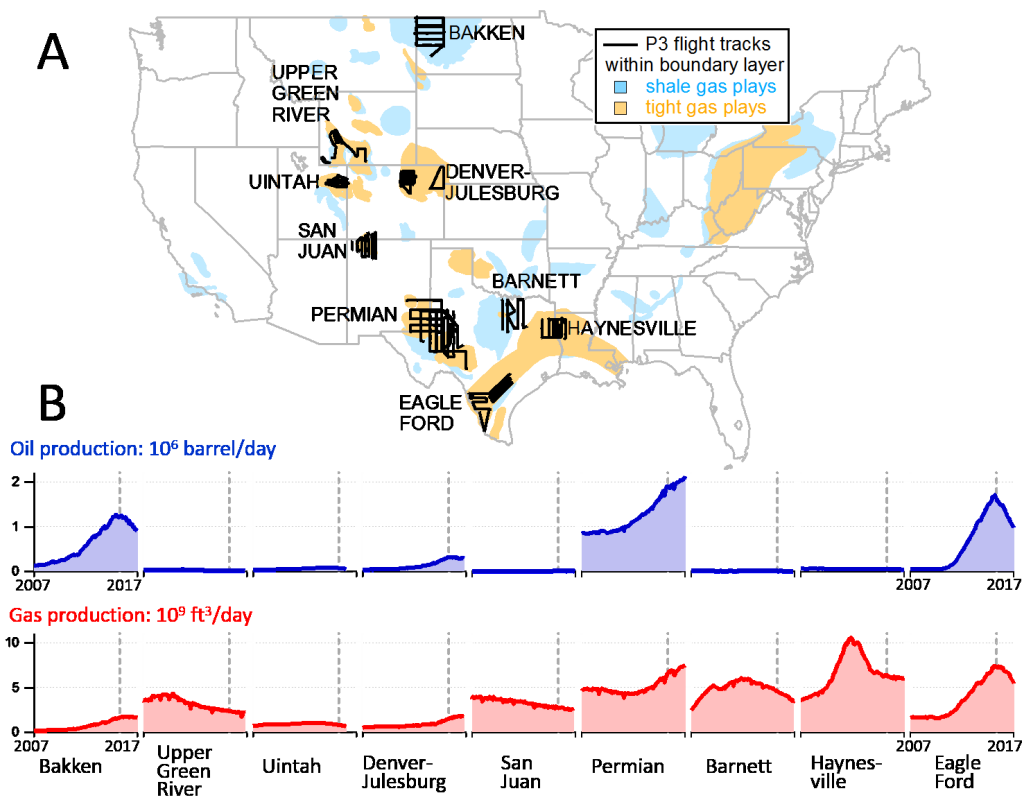 A
BAKKEN
P3 flight tracks
within boundary layer
shale gas plays
tight gas plays
UPPER
GREEN
RIVER
UINTAH
DENVER-
JULESBURG
SAN
JUAN
BARNETT
PERMIAN
HAYNESVILLE
EAGLE
FORD
B
Oil production: 10⁶ barrel/day
2
1
0
2007
2017
2007
2017
Gas production: 10⁹ ft³/day
10
5
0
2007
2017
2007
2017
Bakken
Upper
Green
River
Uintah
Denver-
Julesburg
San
Juan
Permian
Barnett
Haynes-
ville
Eagle
Ford